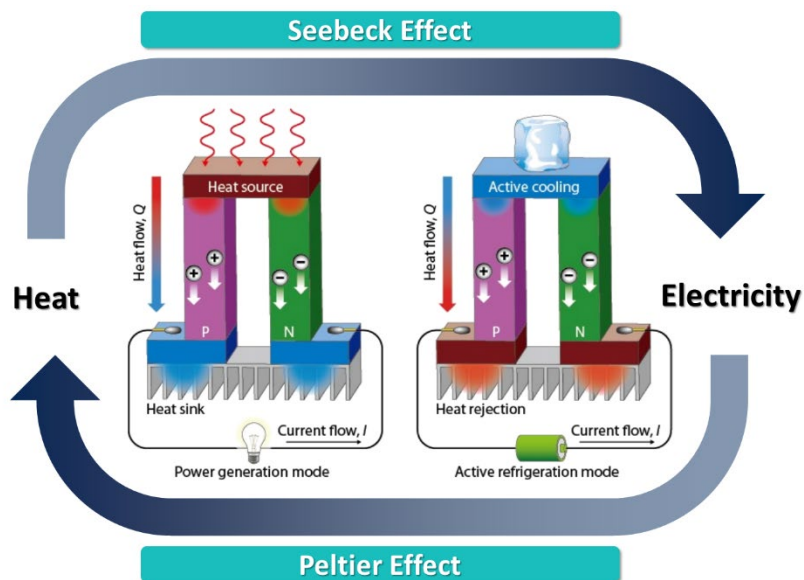 Seebeck Effect
Heat source
Heat flow, Q
+
+
−
−
P
N
Heat sink
Current flow, I
Power generation mode
Active cooling
Heat flow, Q
+
+
−
−
P
N
Heat rejection
Current flow, I
Active refrigeration mode
Heat
Electricity
Peltier Effect